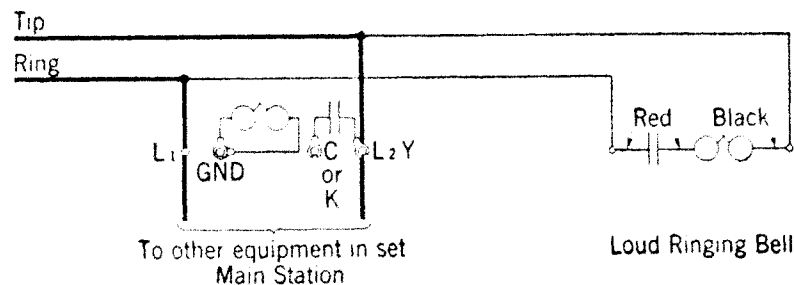 Tip
Ring
Red Black
L1 GND C L2 Y
or
K
To other equipment in set
Main Station
Loud Ringing Bell